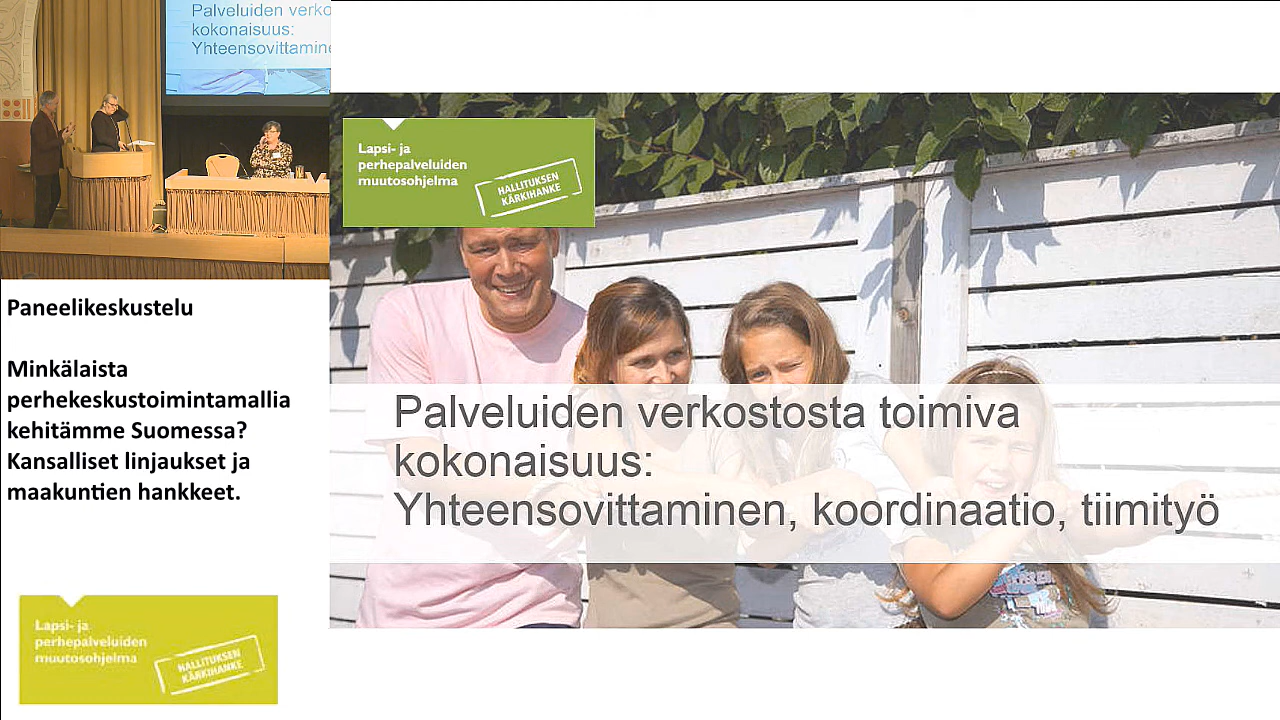 Palveluiden verko
kokonaisuus:
Yhteensovittamine
Paneelikeskustelu
Minkälaista
perhekeskustoimintamallia
kehitämme Suomessa?
Kansalliset linjaukset ja
maakuntien hankkeet.
Lapsi- ja
perhepalveluiden
muutosohjelma
HALLITUKSEN
KÄRKIHANKE
Lapsi- ja
perhepalveluiden
muutosohjelma
HALLITUKSEN
KÄRKIHANKE
Palveluiden verkostosta toimiva
kokonaisuus:
Yhteensovittaminen, koordinaatio, tiimityö